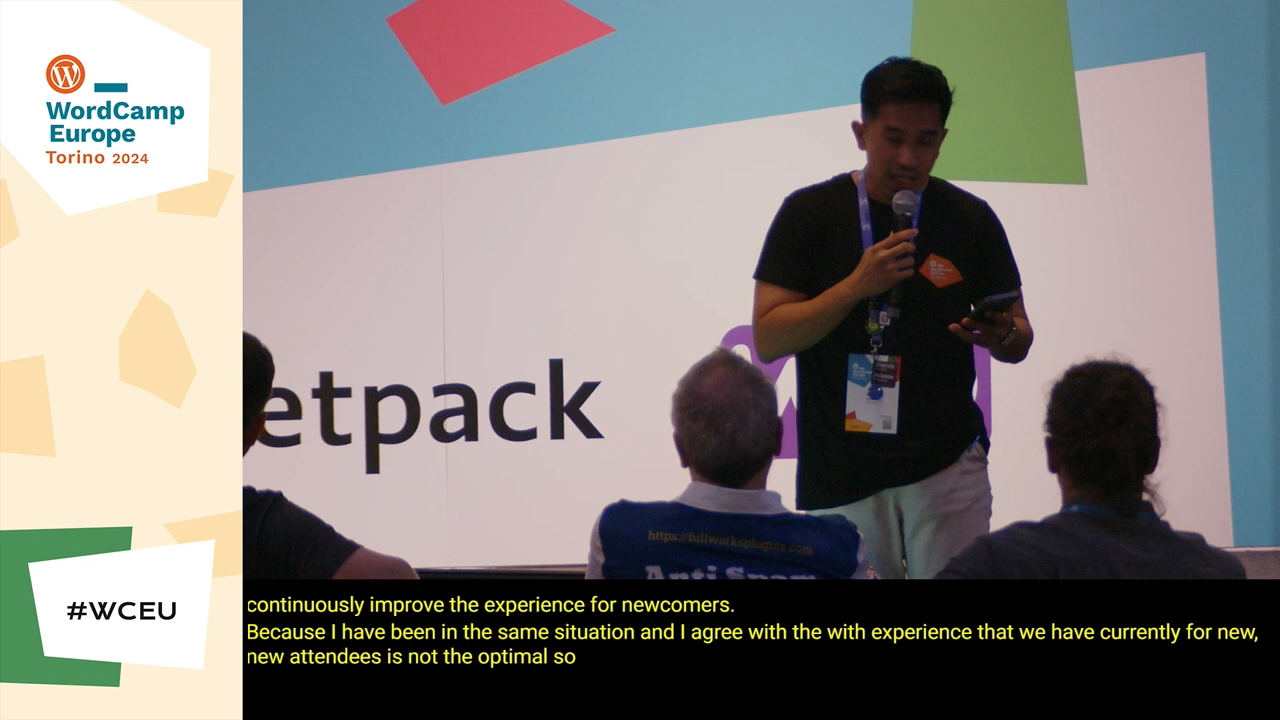 WordCamp
Europe
Torino 2024
etpack
https://fullworksplugins.com
Anti Spam
#WCEU
continuously improve the experience for newcomers.
Because I have been in the same situation and I agree with the with experience that we have currently for new,
new attendees is not the optimal so